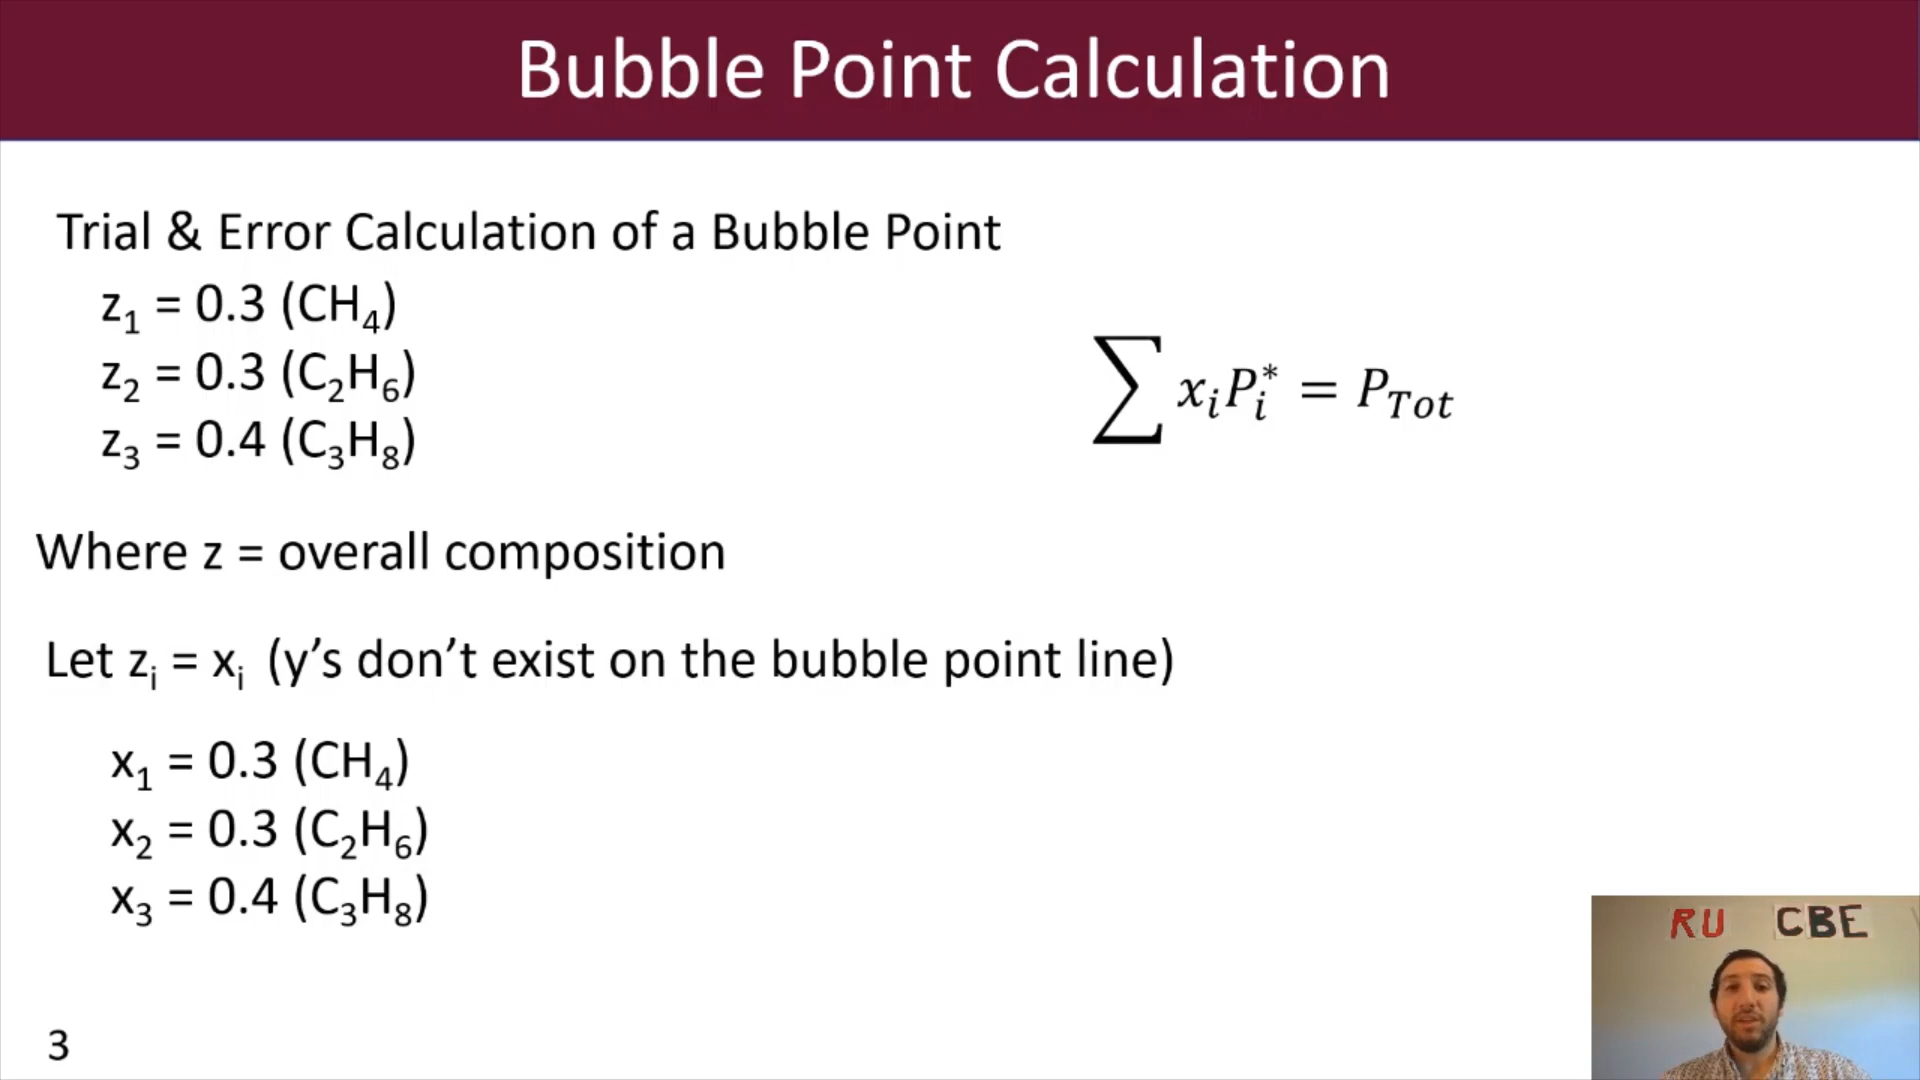 Bubble Point Calculation
Trial & Error Calculation of a Bubble Point
z₁ = 0.3 (CH₄)
z₂ = 0.3 (C₂H₆)
z₃ = 0.4 (C₃H₈)
∑ xᵢPᵢ* = P_Tot
Where z = overall composition
Let zᵢ = xᵢ (y’s don’t exist on the bubble point line)
x₁ = 0.3 (CH₄)
x₂ = 0.3 (C₂H₆)
x₃ = 0.4 (C₃H₈)
RU CBE
3